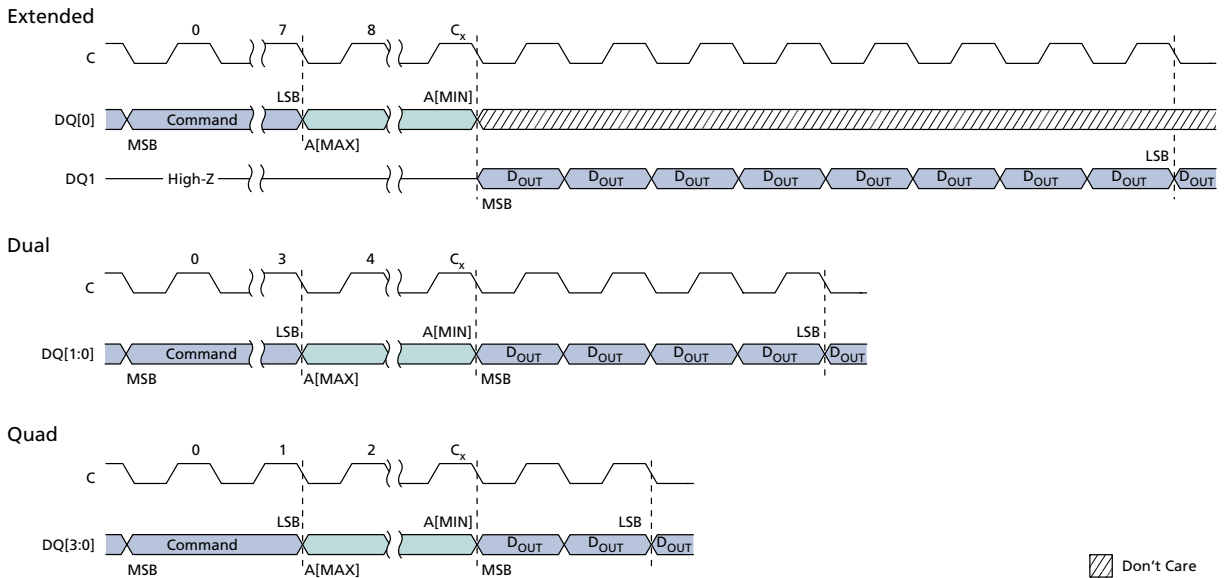 Extended
0 7 8 Cx
C
LSB A[MIN]
DQ[0] Command
MSB A[MAX]
LSB
DQ1 High-Z DOUT DOUT DOUT DOUT DOUT DOUT DOUT DOUT DOUT
MSB
Dual
0 3 4 Cx
C
LSB A[MIN] LSB
DQ[1:0] Command DOUT DOUT DOUT DOUT DOUT
MSB A[MAX] MSB
Quad
0 1 2 Cx
C
LSB A[MIN] LSB
DQ[3:0] Command DOUT DOUT DOUT
MSB A[MAX] MSB
Don't Care